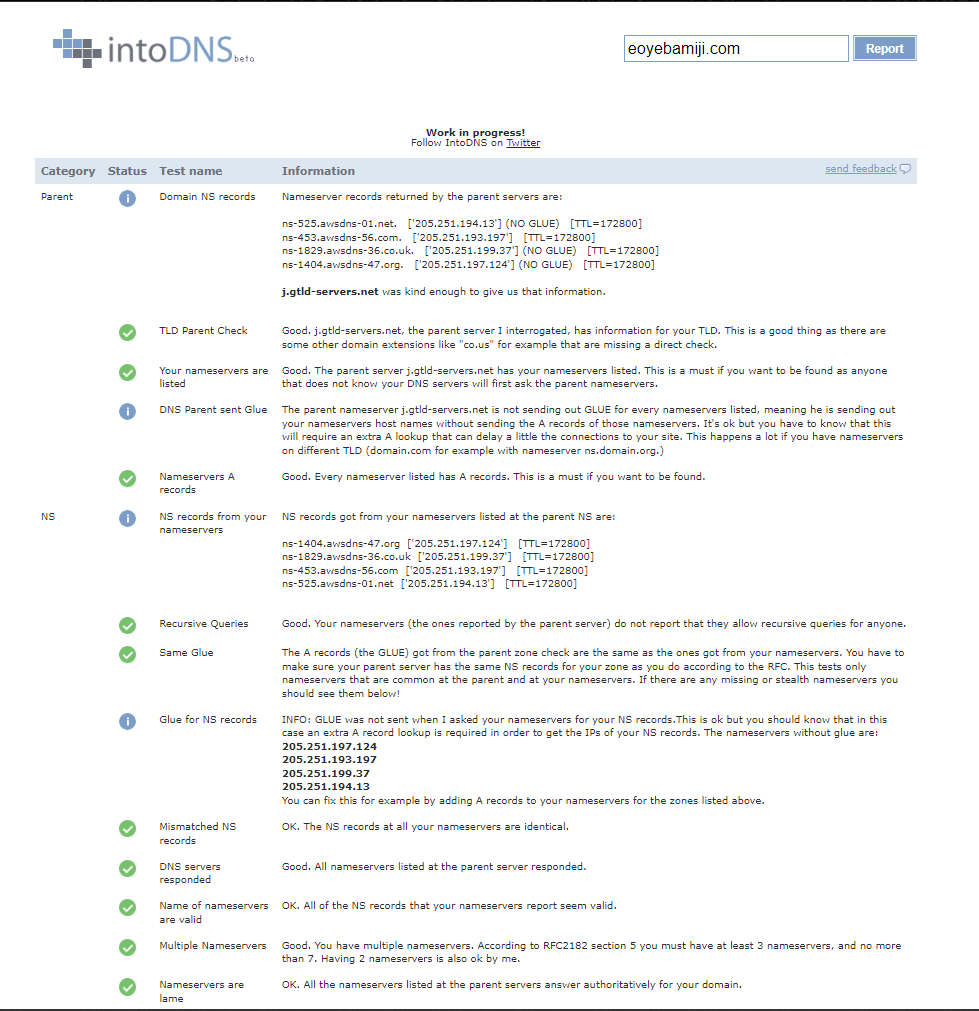 intoDNS beta
eoyebamiji.com Report
Work in progress!
Follow IntoDNS on Twitter
Category Status Test name Information send feedback
Parent Domain NS records Nameserver records returned by the parent servers are:
ns-525.awsdns-01.net. ['205.251.194.13'] (NO GLUE) [TTL=172800]
ns-453.awsdns-56.com. ['205.251.193.197'] [TTL=172800]
ns-1829.awsdns-36.co.uk. ['205.251.199.37'] (NO GLUE) [TTL=172800]
ns-1404.awsdns-47.org. ['205.251.197.124'] (NO GLUE) [TTL=172800]
j.gtld-servers.net was kind enough to give us that information.
TLD Parent Check Good. j.gtld-servers.net, the parent server I interrogated, has information for your TLD. This is a good thing as there are
some other domain extensions like "co.us" for example that are missing a direct check.
Your nameservers are Good. The parent server j.gtld-servers.net has your nameservers listed. This is a must if you want to be found as anyone
listed that does not know your DNS servers will first ask the parent nameservers.
DNS Parent sent Glue The parent nameserver j.gtld-servers.net is not sending out GLUE for every nameservers listed, meaning he is sending out
your nameservers host names without sending the A records of those nameservers. It's ok but you have to know that this
will require an extra A lookup that can delay a little the connections to your site. This happens a lot if you have nameservers
on different TLD (domain.com for example with nameserver ns.domain.org.)
Nameservers A Good. Every nameserver listed has A records. This is a must if you want to be found.
records
NS NS records from your NS records got from your nameservers listed at the parent NS are:
nameservers
ns-1404.awsdns-47.org ['205.251.197.124'] [TTL=172800]
ns-1829.awsdns-36.co.uk ['205.251.199.37'] [TTL=172800]
ns-453.awsdns-56.com ['205.251.193.197'] [TTL=172800]
ns-525.awsdns-01.net ['205.251.194.13'] [TTL=172800]
Recursive Queries Good. Your nameservers (the ones reported by the parent server) do not report that they allow recursive queries for anyone.
Same Glue The A records (the GLUE) got from the parent zone check are the same as the ones got from your nameservers. You have to
make sure your parent server has the same NS records for your zone as you do according to the RFC. This tests only
nameservers that are common at the parent and at your nameservers. If there are any missing or stealth nameservers you
should see them below!
Glue for NS records INFO: GLUE was not sent when I asked your nameservers for your NS records.This is ok but you should know that in this
case an extra A record lookup is required in order to get the IPs of your NS records. The nameservers without glue are:
205.251.197.124
205.251.193.197
205.251.199.37
205.251.194.13
You can fix this for example by adding A records to your nameservers for the zones listed above.
Mismatched NS OK. The NS records at all your nameservers are identical.
records
DNS servers Good. All nameservers listed at the parent server responded.
responded
Name of nameservers OK. All of the NS records that your nameservers report seem valid.
are valid
Multiple Nameservers Good. You have multiple nameservers. According to RFC2182 section 5 you must have at least 3 nameservers, and no more
than 7. Having 2 nameservers is also ok by me.
Nameservers are OK. All the nameservers listed at the parent servers answer authoritatively for your domain.
lame